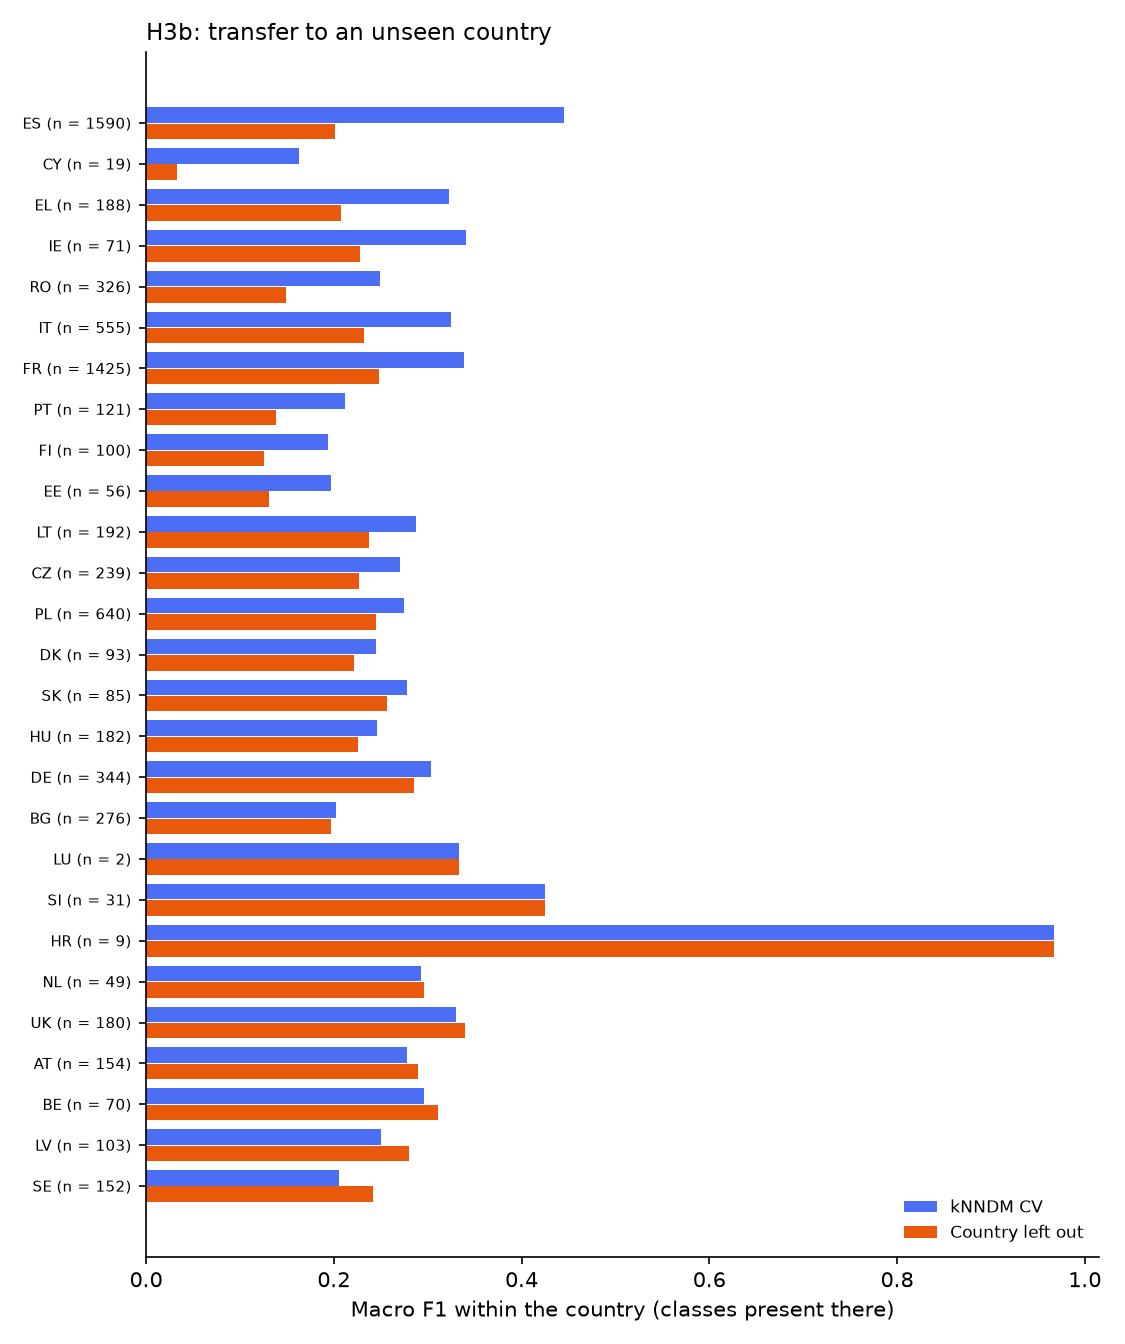 H3b: transfer to an unseen country
ES (n = 1590)
CY (n = 19)
EL (n = 188)
IE (n = 71)
RO (n = 326)
IT (n = 555)
FR (n = 1425)
PT (n = 121)
FI (n = 100)
EE (n = 56)
LT (n = 192)
CZ (n = 239)
PL (n = 640)
DK (n = 93)
SK (n = 85)
HU (n = 182)
DE (n = 344)
BG (n = 276)
LU (n = 2)
SI (n = 31)
HR (n = 9)
NL (n = 49)
UK (n = 180)
AT (n = 154)
BE (n = 70)
LV (n = 103)
SE (n = 152)
kNNDM CV
Country left out
0.0 0.2 0.4 0.6 0.8 1.0
Macro F1 within the country (classes present there)